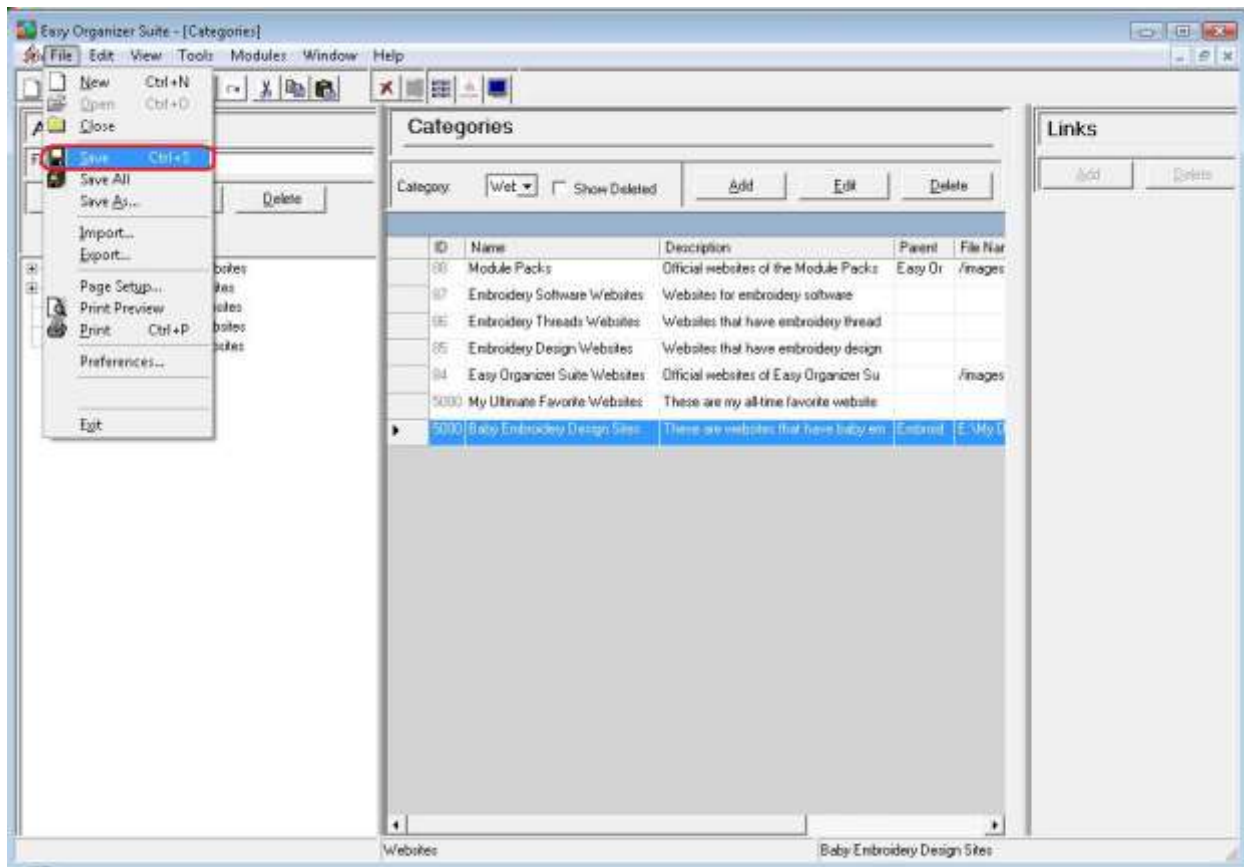 Easy Organizer Suite - [Categories]
File Edit View Tools Modules Window Help
New Ctrl+N
Open Ctrl+O
Close
Save Ctrl+S
Save All
Save As...
Import...
Export...
Page Setup...
Print Preview
Print Ctrl+P
Preferences...
Exit
Delete
Categories
Category: Wet Show Deleted Add Edit Delete
ID Name Description Parent File Nar
Module Packs Official websites of the Module Packs Easy Or /images
Embroidery Software Websites Websites for embroidery software
Embroidery Threads Websites Websites that have embroidery thread
Embroidery Design Websites Websites that have embroidery design
Easy Organizer Suite Websites Official websites of Easy Organizer Su /images
5000 My Ultimate Favorite Websites These are my all-time favorite website
5000 Baby Embroidery Design Sites These are websites that have baby em Embroid E:\My D
Links
Add Delete
Websites Baby Embroidery Design Sites